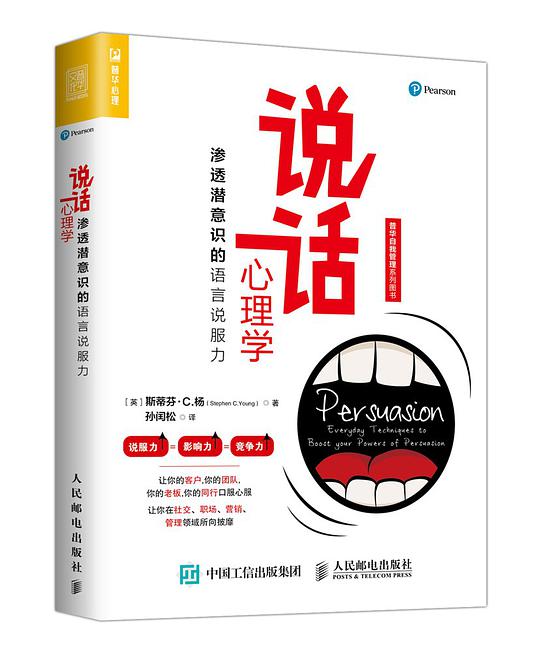 普华心理
Pearson
说话
心理学
渗透潜意识的语言说服力
人民邮电出版社
Pearson
说话
心理学
渗透潜意识的语言说服力
普华自我管理系列图书
Persuasion
Everyday Techniques to
Boost your Powers of Persuasion
[英] 斯蒂芬·C.杨 (Stephen C.Young) ◎ 著
孙闰松 ◎ 译
说服力 = 影响力 = 竞争力
让你的客户,你的团队,
你的老板,你的同行口服心服
让你在社交、职场、营销、
管理领域所向披靡
中国工信出版集团
人民邮电出版社
POSTS & TELECOM PRESS